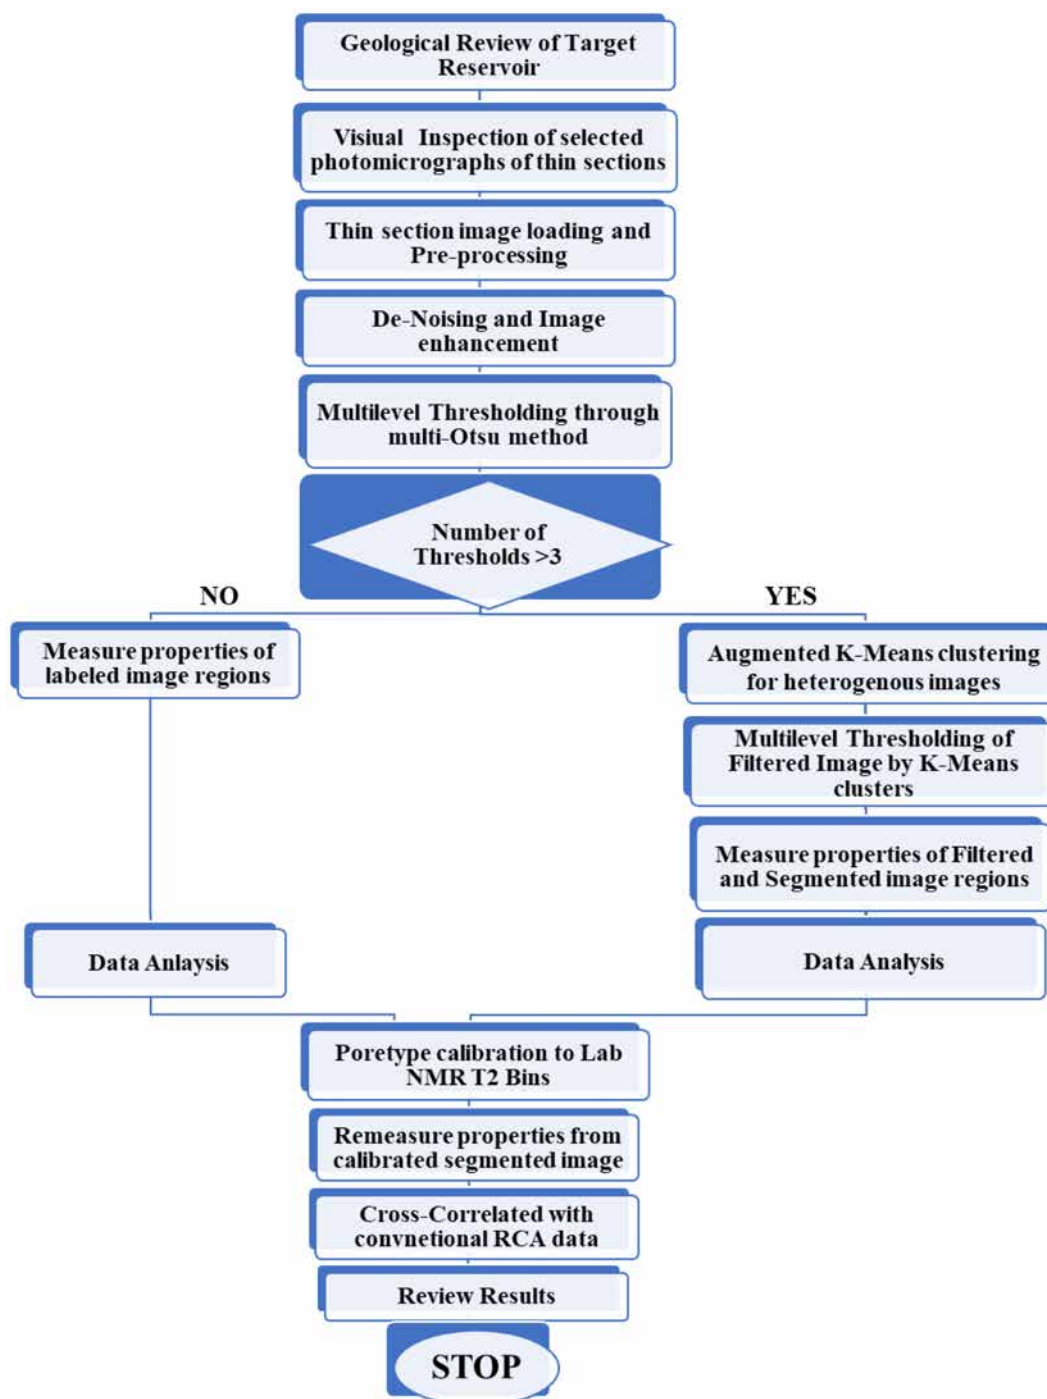 Geological Review of Target
Reservoir
Visiual Inspection of selected
photomicrographs of thin sections
Thin section image loading and
Pre-processing
De-Noising and Image
enhancement
Multilevel Thresholding through
multi-Otsu method
Number of
Thresholds >3
NO
YES
Measure properties of
labeled image regions
Augmented K-Means clustering
for heterogenous images
Multilevel Thresholding of
Filtered Image by K-Means
clusters
Measure properties of Filtered
and Segmented image regions
Data Anlaysis
Data Analysis
Poretype calibration to Lab
NMR T2 Bins
Remeasure properties from
calibrated segmented image
Cross-Correlated with
convnetional RCA data
Review Results
STOP